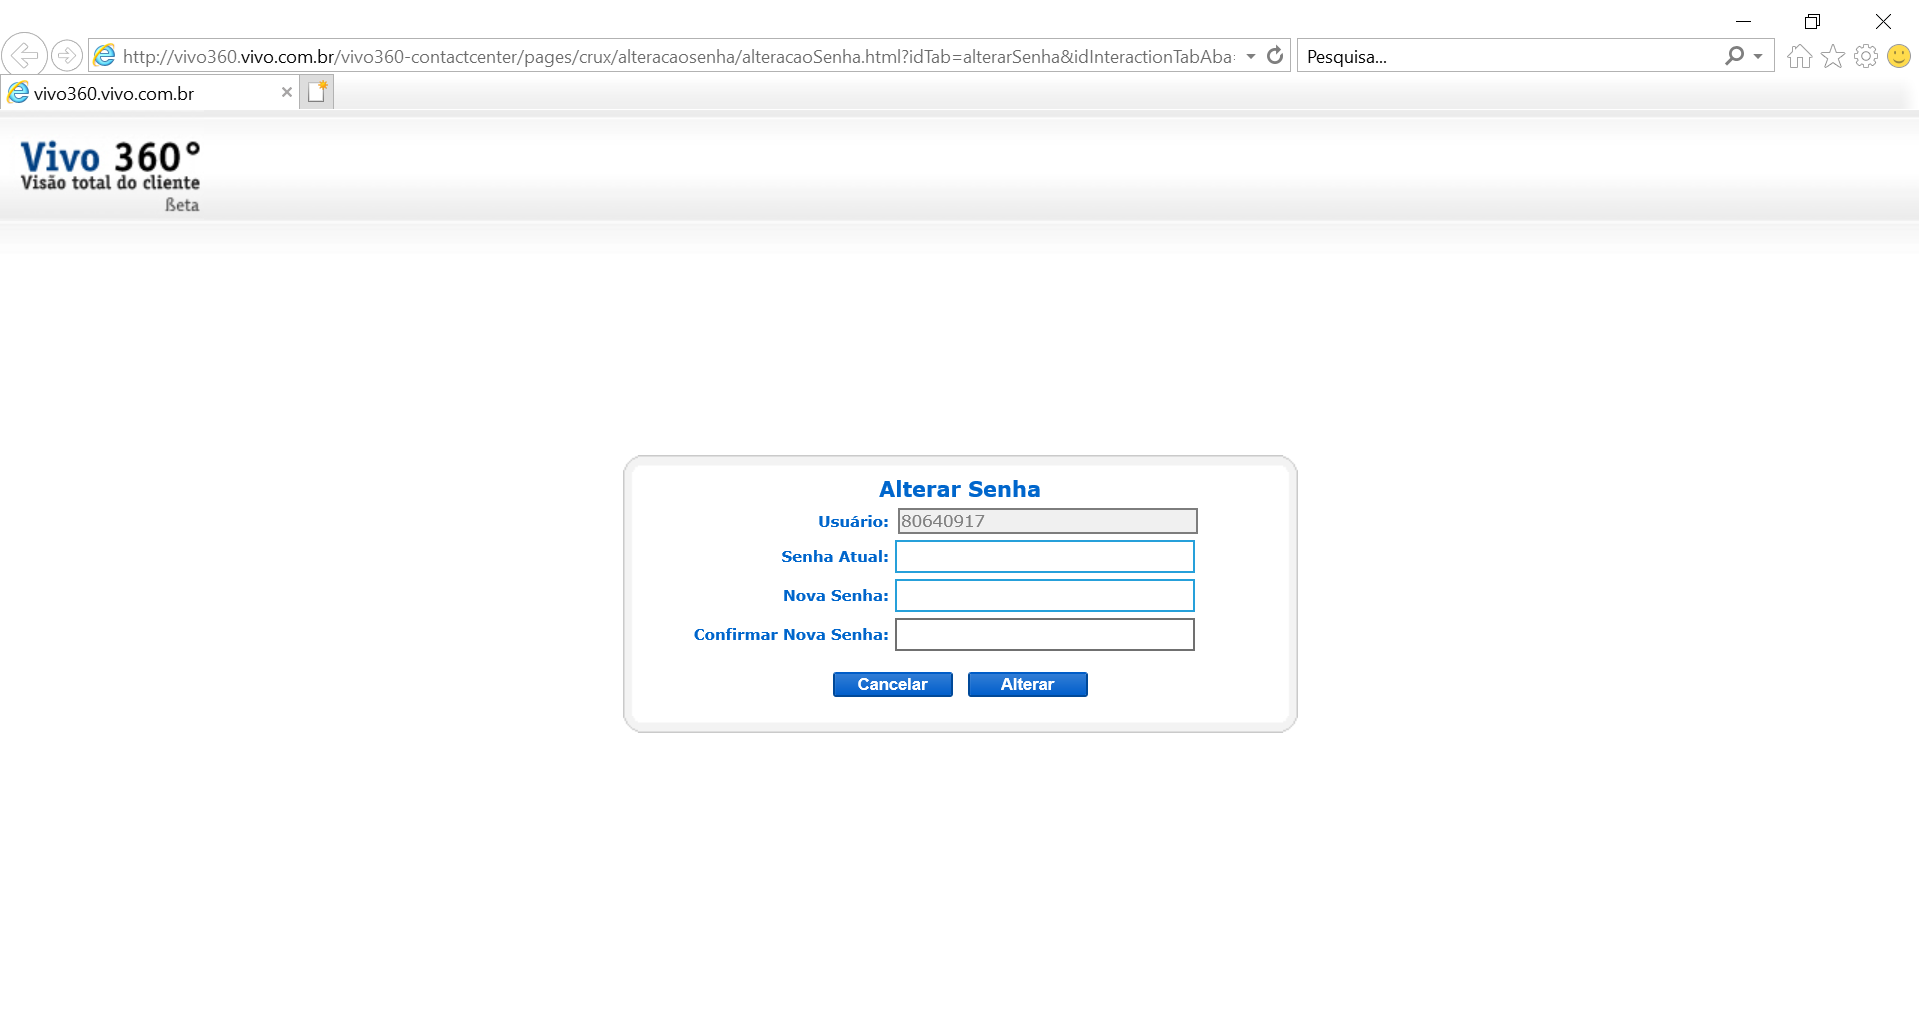 http://vivo360.vivo.com.br/vivo360-contactcenter/pages/crux/alteracaosenha/alteracaoSenha.html?idTab=alterarSenha&idInteractionTabAba=
Pesquisa...
vivo360.vivo.com.br
Vivo 360°
Visão total do cliente
ßeta
Alterar Senha
Usuário: 80640917
Senha Atual:
Nova Senha:
Confirmar Nova Senha:
Cancelar Alterar